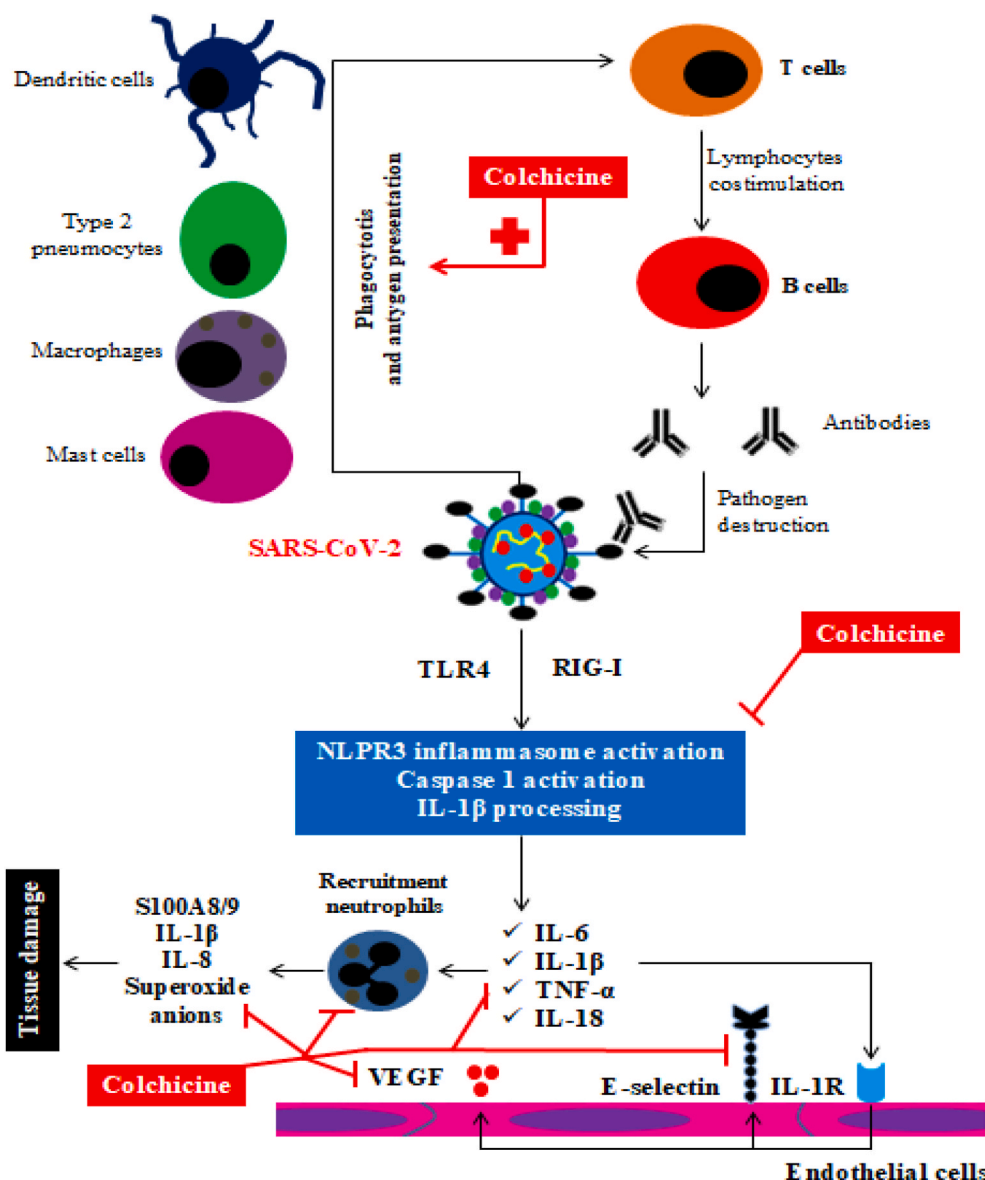 Dendritic cells
T cells
Lymphocytes
costimulation
Colchicine
Phagocytotis
and antygen presentation
Type 2
pneumocytes
B cells
Macrophages
Antibodies
Mast cells
Pathogen
destruction
SARS-CoV-2
Colchicine
TLR4
RIG-I
NLPR3 inflammasome activation
Caspase 1 activation
IL-1β processing
Tissue damage
S100A8/9
IL-1β
IL-8
Superoxide
anions
Recruitment
neutrophils
✓ IL-6
✓ IL-1β
✓ TNF-α
✓ IL-18
Colchicine
VEGF
E-selectin
IL-1R
Endothelial cells